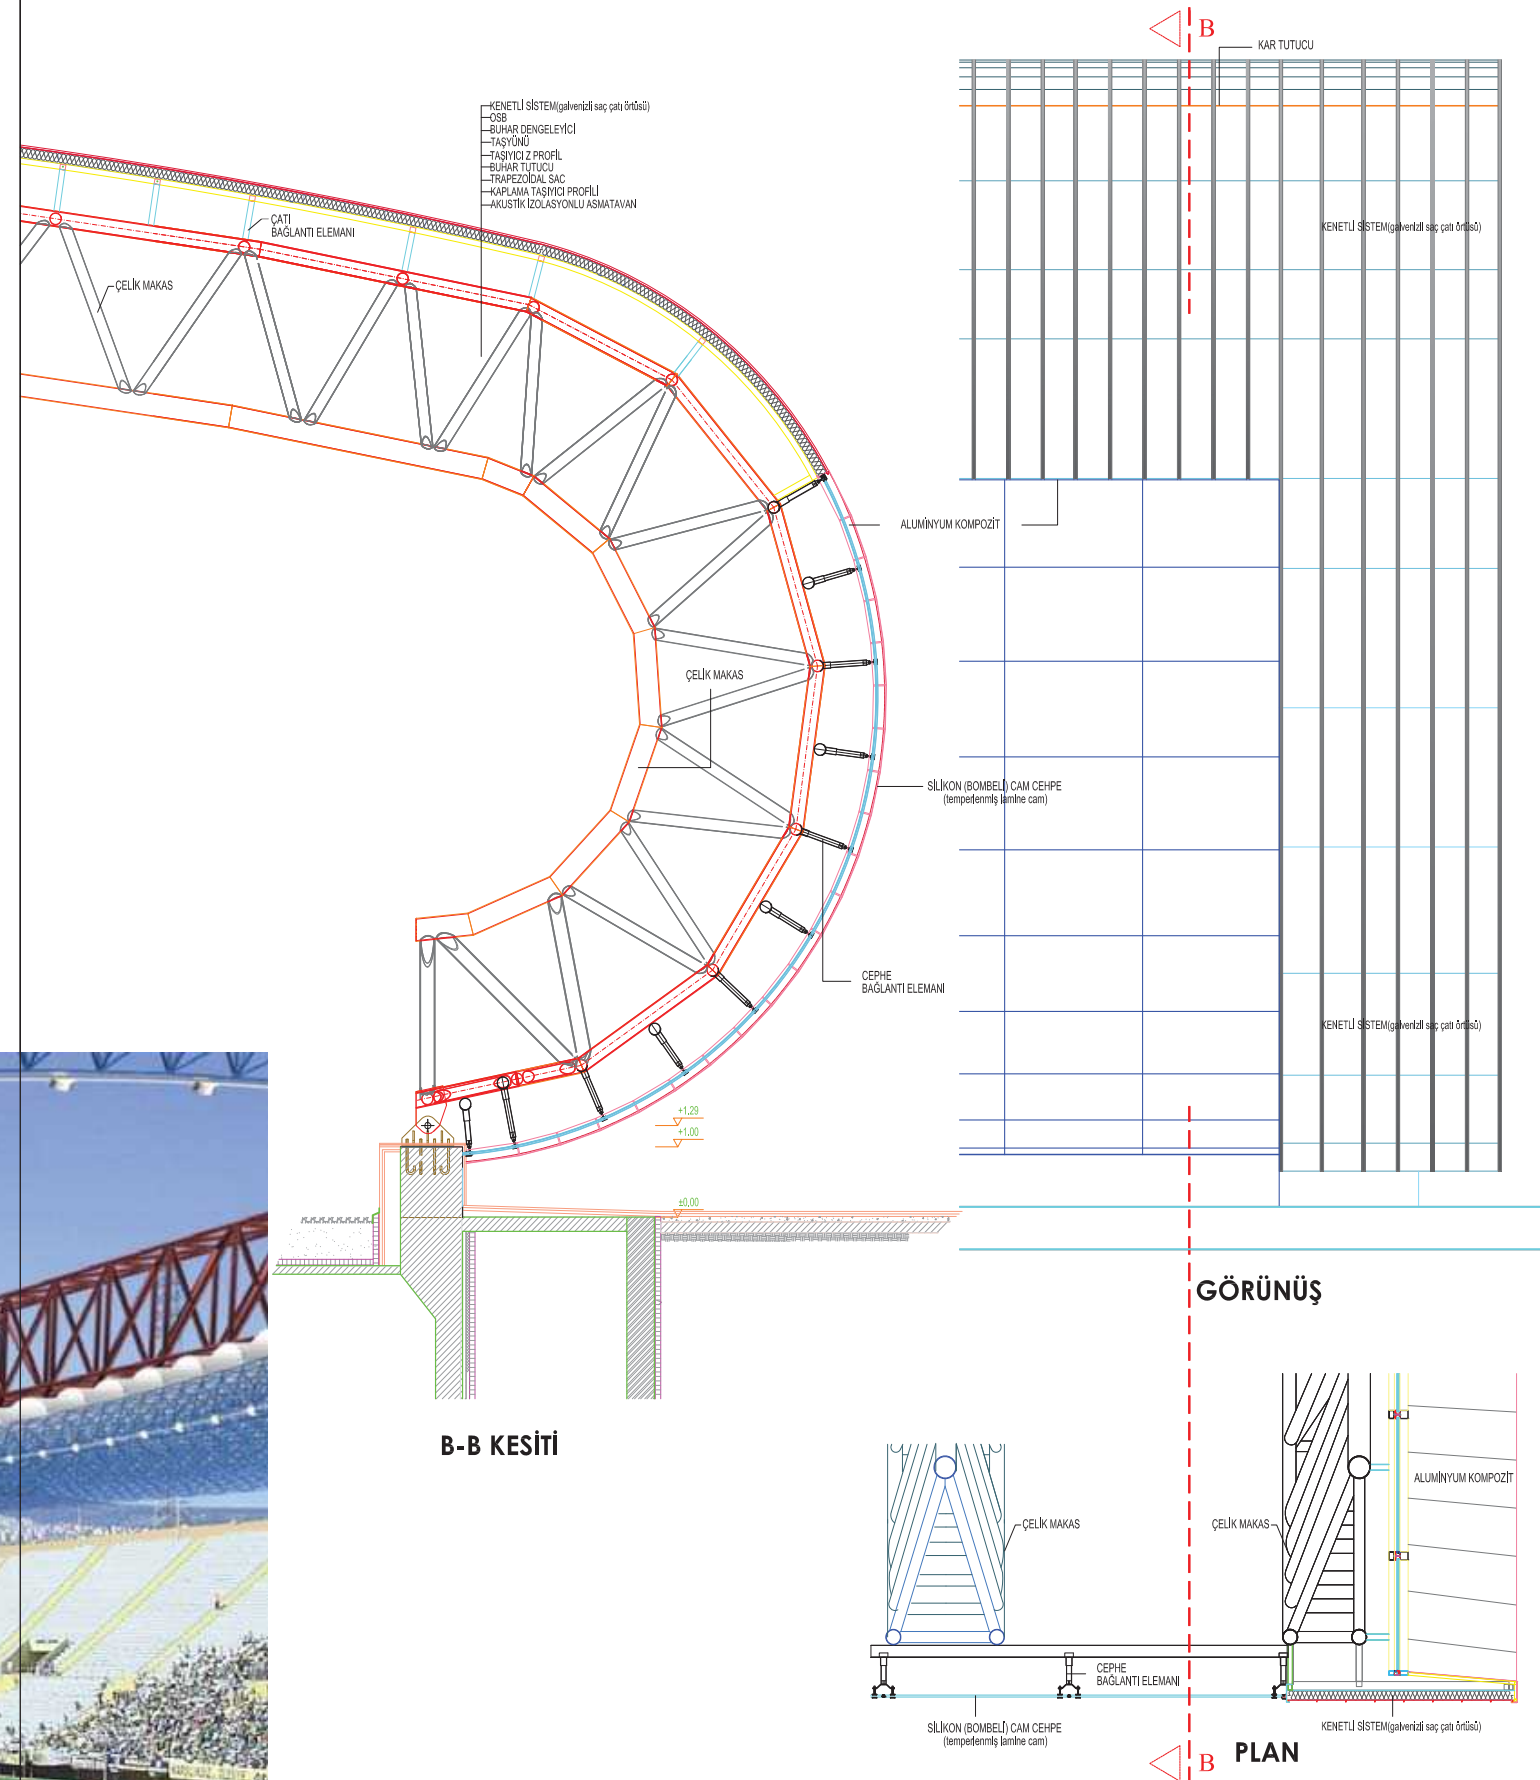 B
KAR TUTUCU
KENETLİ SİSTEM(galvenizli saç çatı örtüsü)
OSB
BUHAR DENGELEYİCİ
TAŞYÜNÜ
TAŞIYICI Z PROFİL
BUHAR TUTUCU
TRAPEZOİDAL SAC
KAPLAMA TAŞIYICI PROFİLİ
AKUSTİK İZOLASYONLU ASMATAVAN
ÇATI
BAĞLANTI ELEMANI
ÇELİK MAKAS
KENETLİ SİSTEM(galvenizli saç çatı örtüsü)
ALUMİNYUM KOMPOZİT
ÇELİK MAKAS
SİLİKON (BOMBELİ) CAM CEHPE
(temperlenmiş lamine cam)
CEPHE
BAĞLANTI ELEMANI
KENETLİ SİSTEM(galvenizli saç çatı örtüsü)
+1,29
+1,00
±0,00
GÖRÜNÜŞ
B-B KESİTİ
ALUMİNYUM KOMPOZİT
ÇELİK MAKAS
ÇELİK MAKAS
CEPHE
BAĞLANTI ELEMANI
SİLİKON (BOMBELİ) CAM CEHPE
(temperlenmiş lamine cam)
KENETLİ SİSTEM(galvenizli saç çatı örtüsü)
PLAN
B